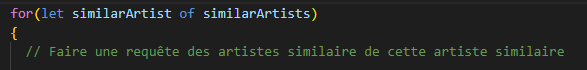 for(let similarArtist of similarArtists)
{
// Faire une requête des artistes similaire de cette artiste similaire